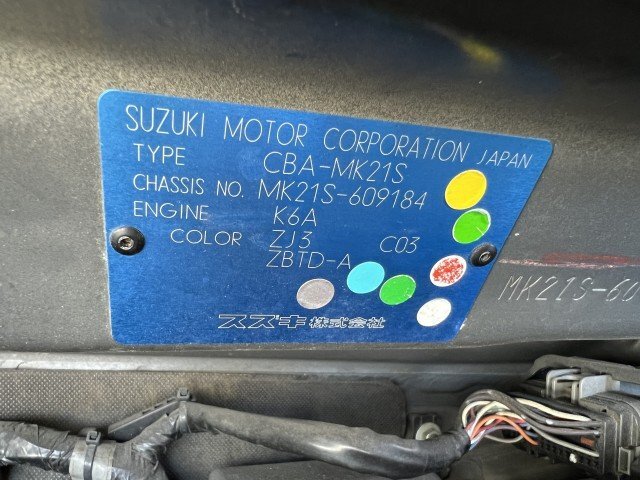 SUZUKI MOTOR CORPORATION JAPAN
TYPE CBA-MK21S
CHASSIS NO. MK21S-609184
ENGINE K6A
COLOR ZJ3 C03
ZBTD-A
スズキ株式会社
MK21S-60